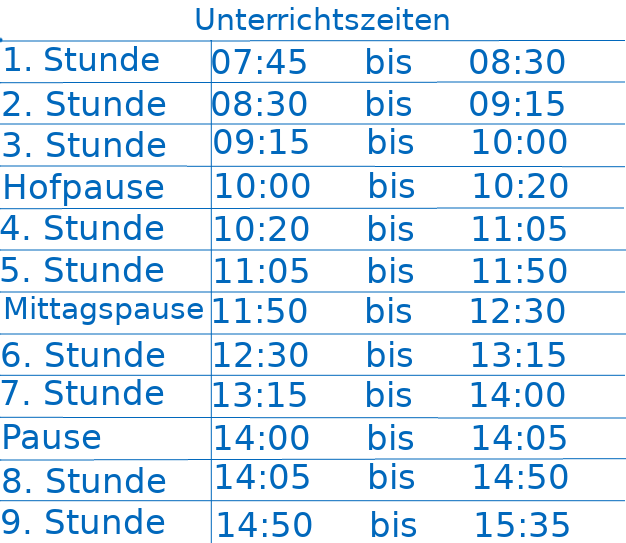 Unterrichtszeiten
1. Stunde 07:45 bis 08:30
2. Stunde 08:30 bis 09:15
3. Stunde 09:15 bis 10:00
Hofpause 10:00 bis 10:20
4. Stunde 10:20 bis 11:05
5. Stunde 11:05 bis 11:50
Mittagspause 11:50 bis 12:30
6. Stunde 12:30 bis 13:15
7. Stunde 13:15 bis 14:00
Pause 14:00 bis 14:05
8. Stunde 14:05 bis 14:50
9. Stunde 14:50 bis 15:35